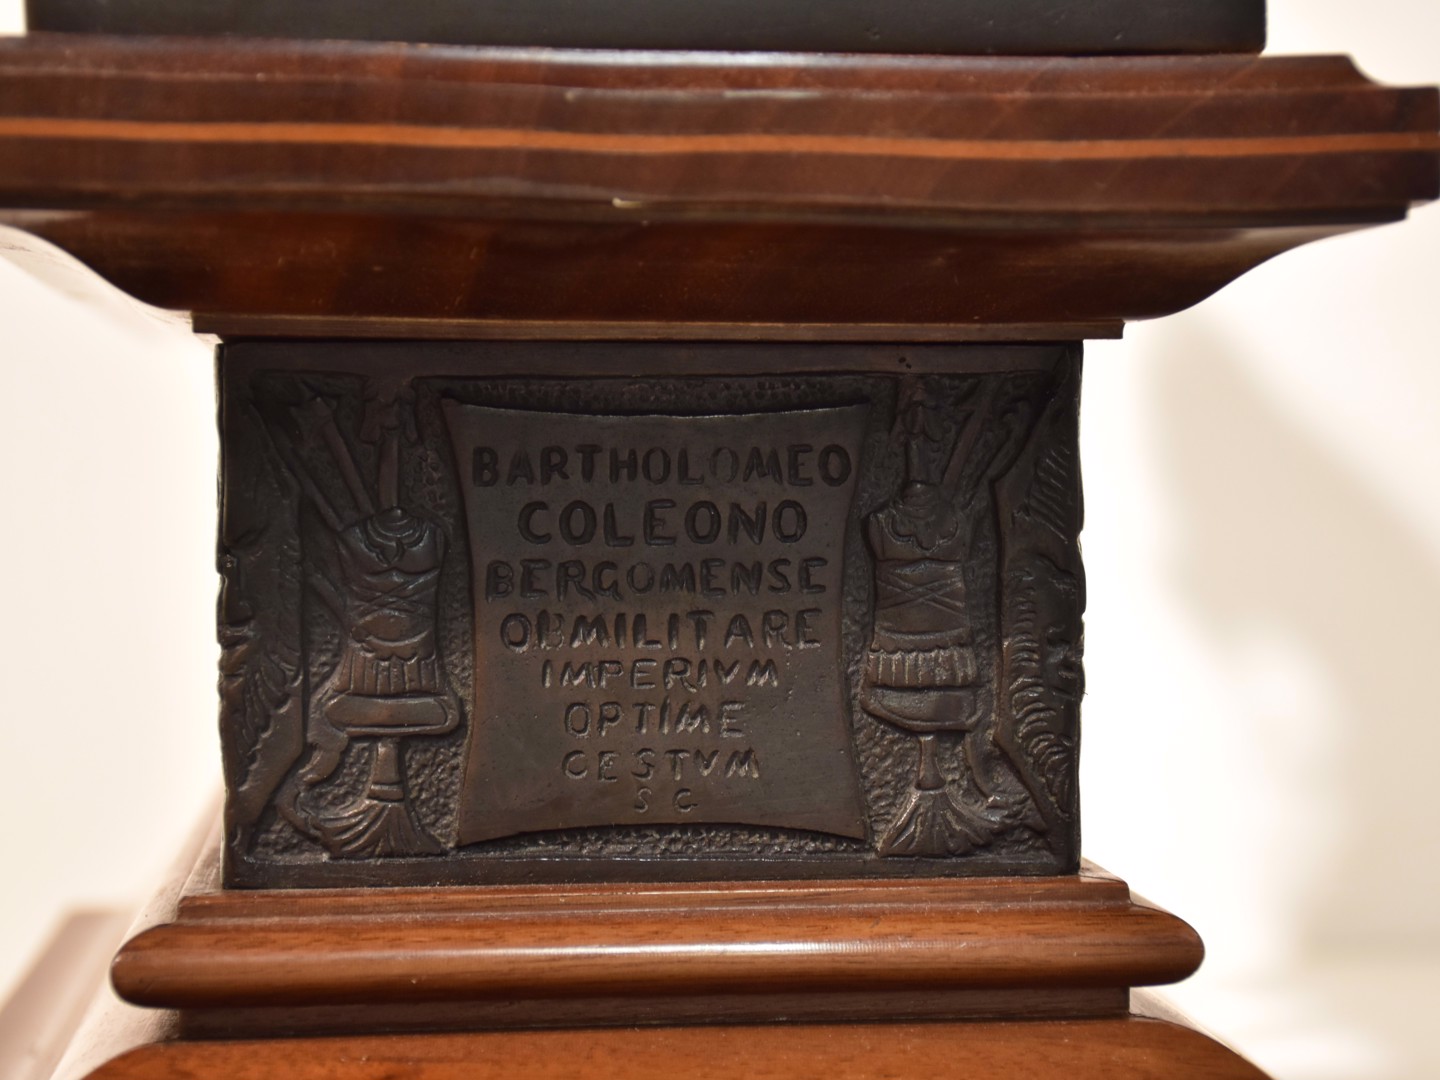 BARTHOLOMEO
COLEONO
BERGOMENSE
OBMILITARE
IMPERIVM
OPTIME
CESTVM
S C